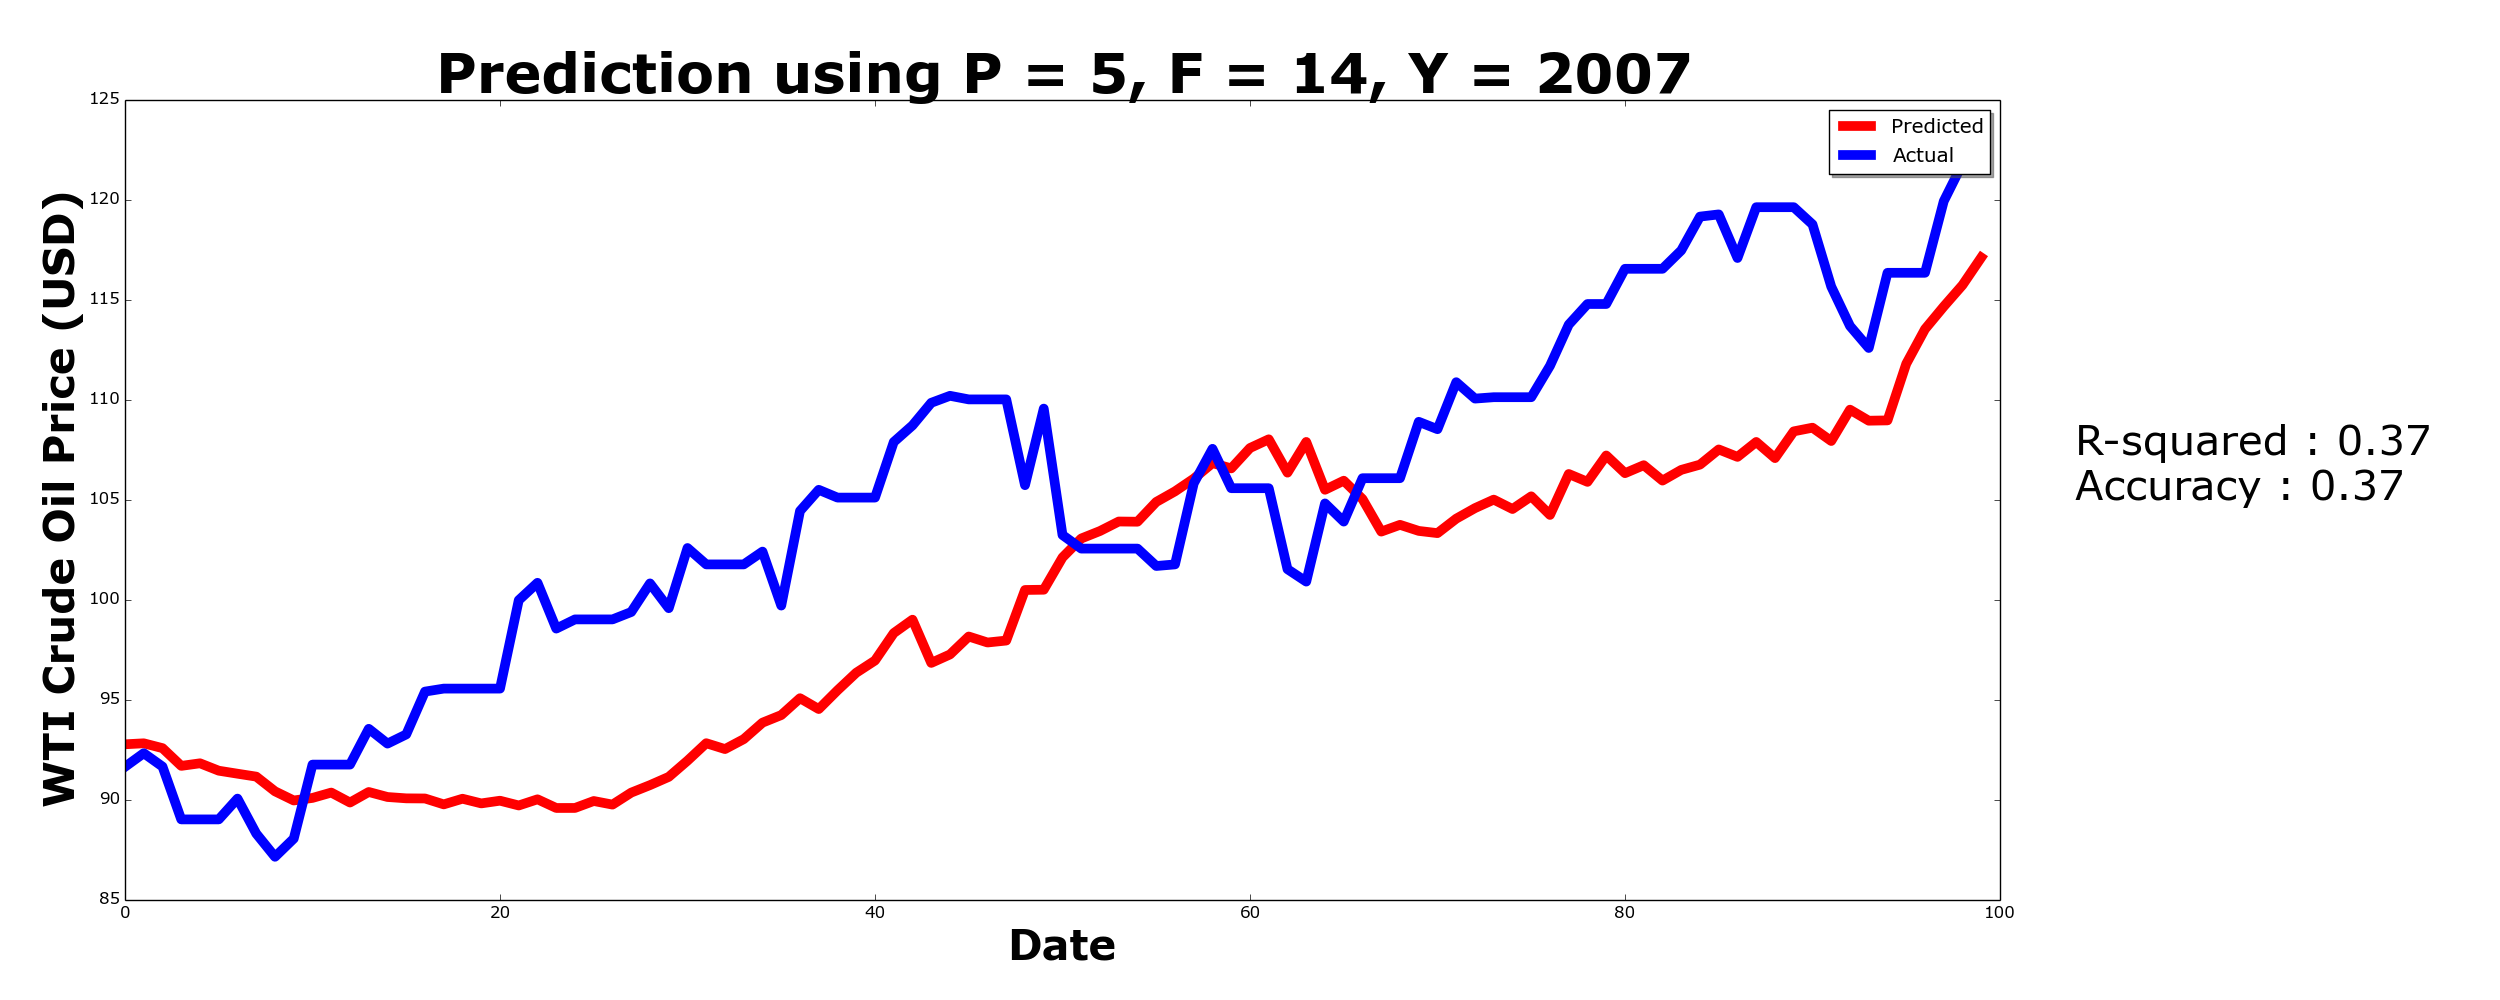 Prediction using P = 5, F = 14, Y = 2007
WTI Crude Oil Price (USD)
125
120
115
110
105
100
95
90
85
0 20 40 60 80 100
Date
Predicted
Actual
R-squared : 0.37
Accuracy : 0.37